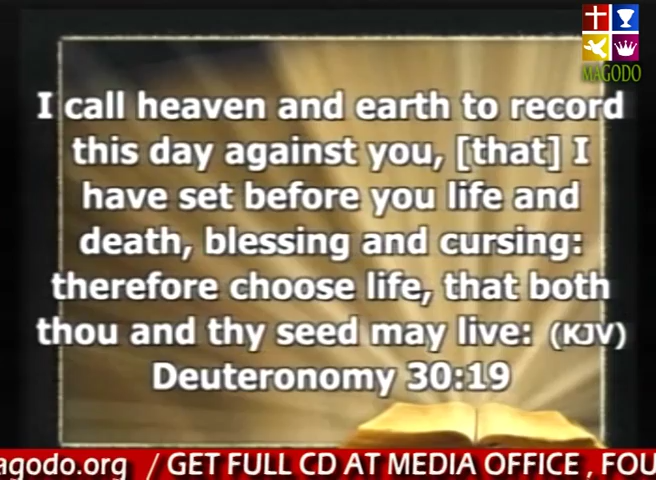 MAGODO
I call heaven and earth to record
this day against you, [that] I
have set before you life and
death, blessing and cursing:
therefore choose life, that both
thou and thy seed may live: (KJV)
Deuteronomy 30:19
agodo.org / GET FULL CD AT MEDIA OFFICE , FOU